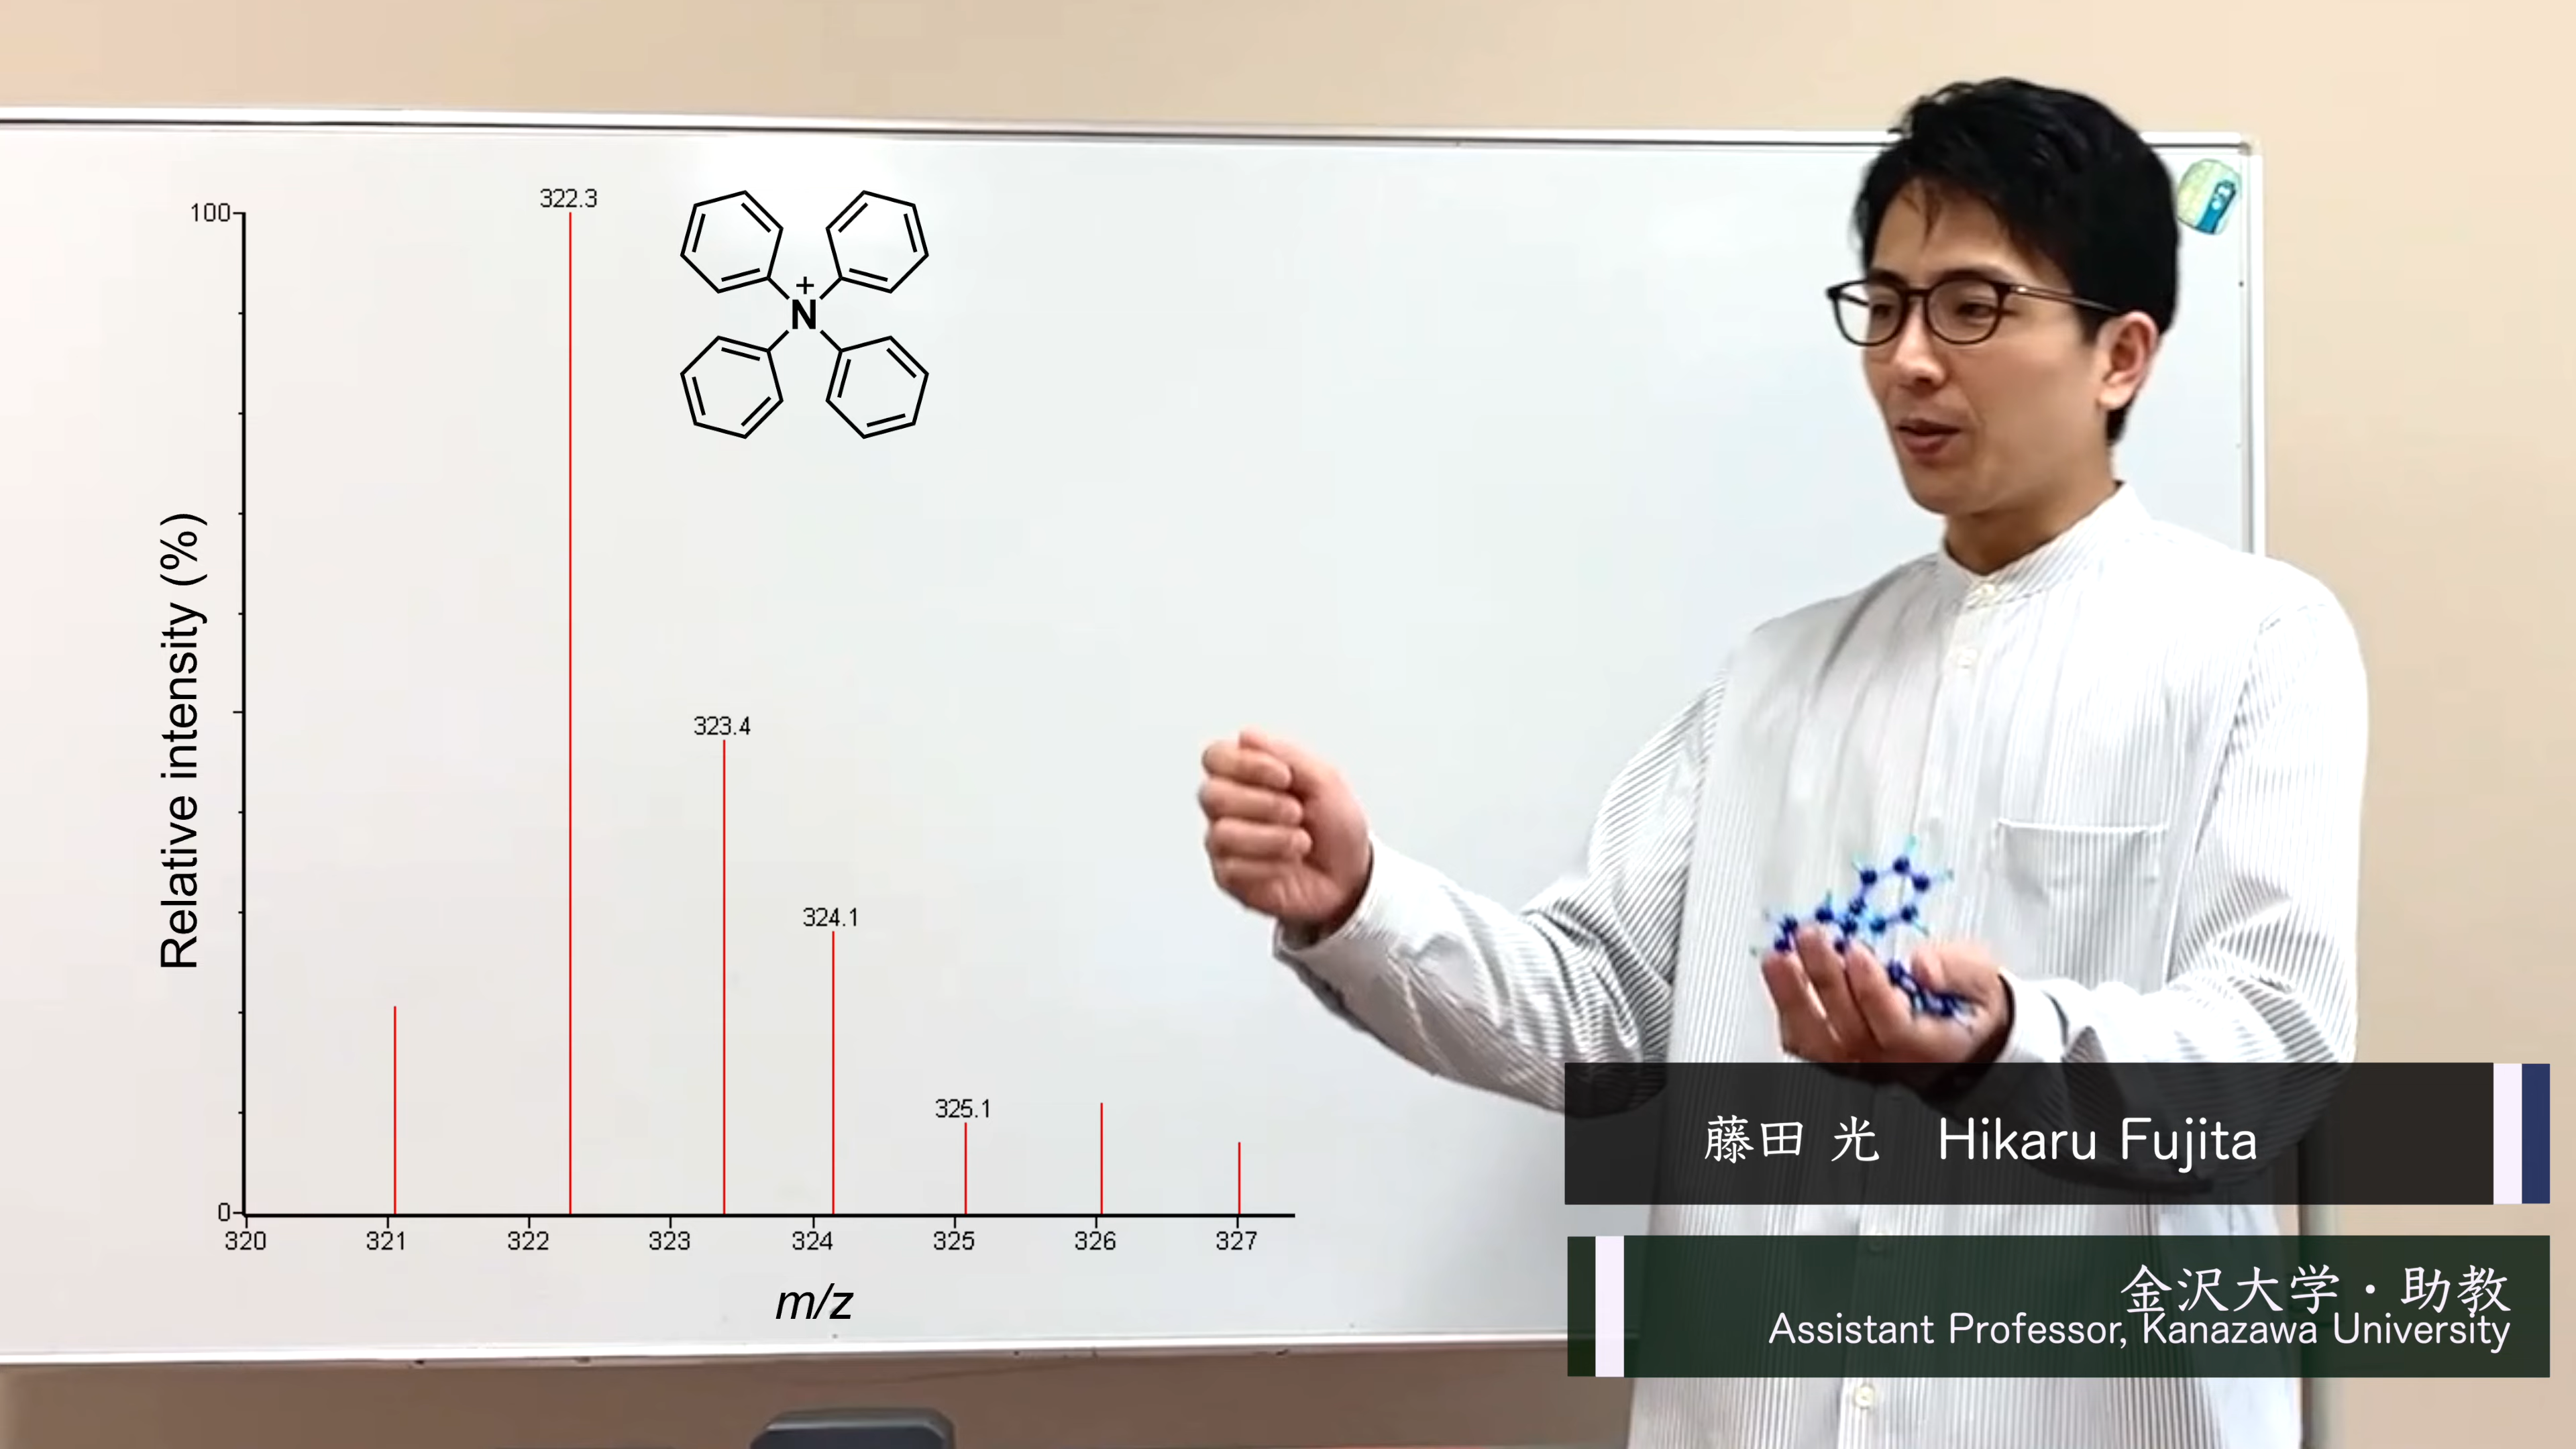 322.3
100
+
N
323.4
324.1
325.1
Relative intensity (%)
0
320 321 322 323 324 325 326 327
m/z
藤田 光 Hikaru Fujita
金沢大学・助教
Assistant Professor, Kanazawa University